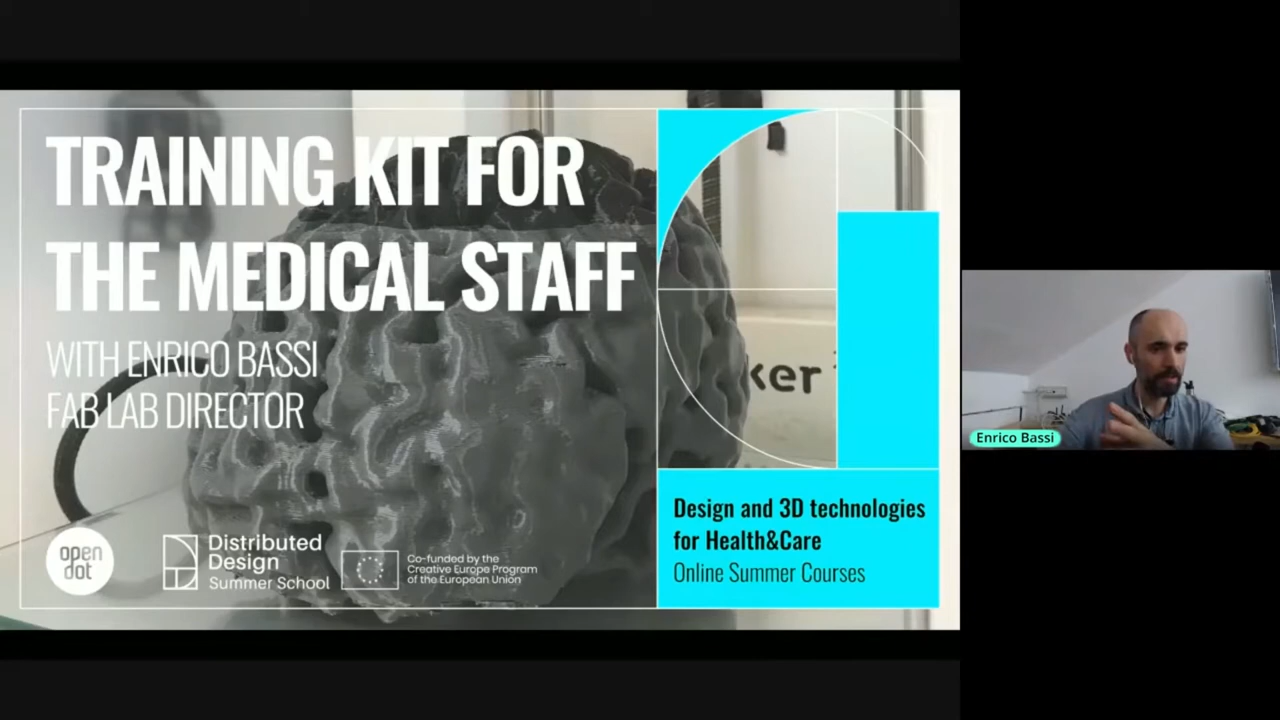 TRAINING KIT FOR
THE MEDICAL STAFF
WITH ENRICO BASSI
FAB LAB DIRECTOR
ker
open
dot
Distributed
Design
Summer School
Co-funded by the
Creative Europe Program
of the European Union
Design and 3D technologies
for Health&Care
Online Summer Courses
Enrico Bassi